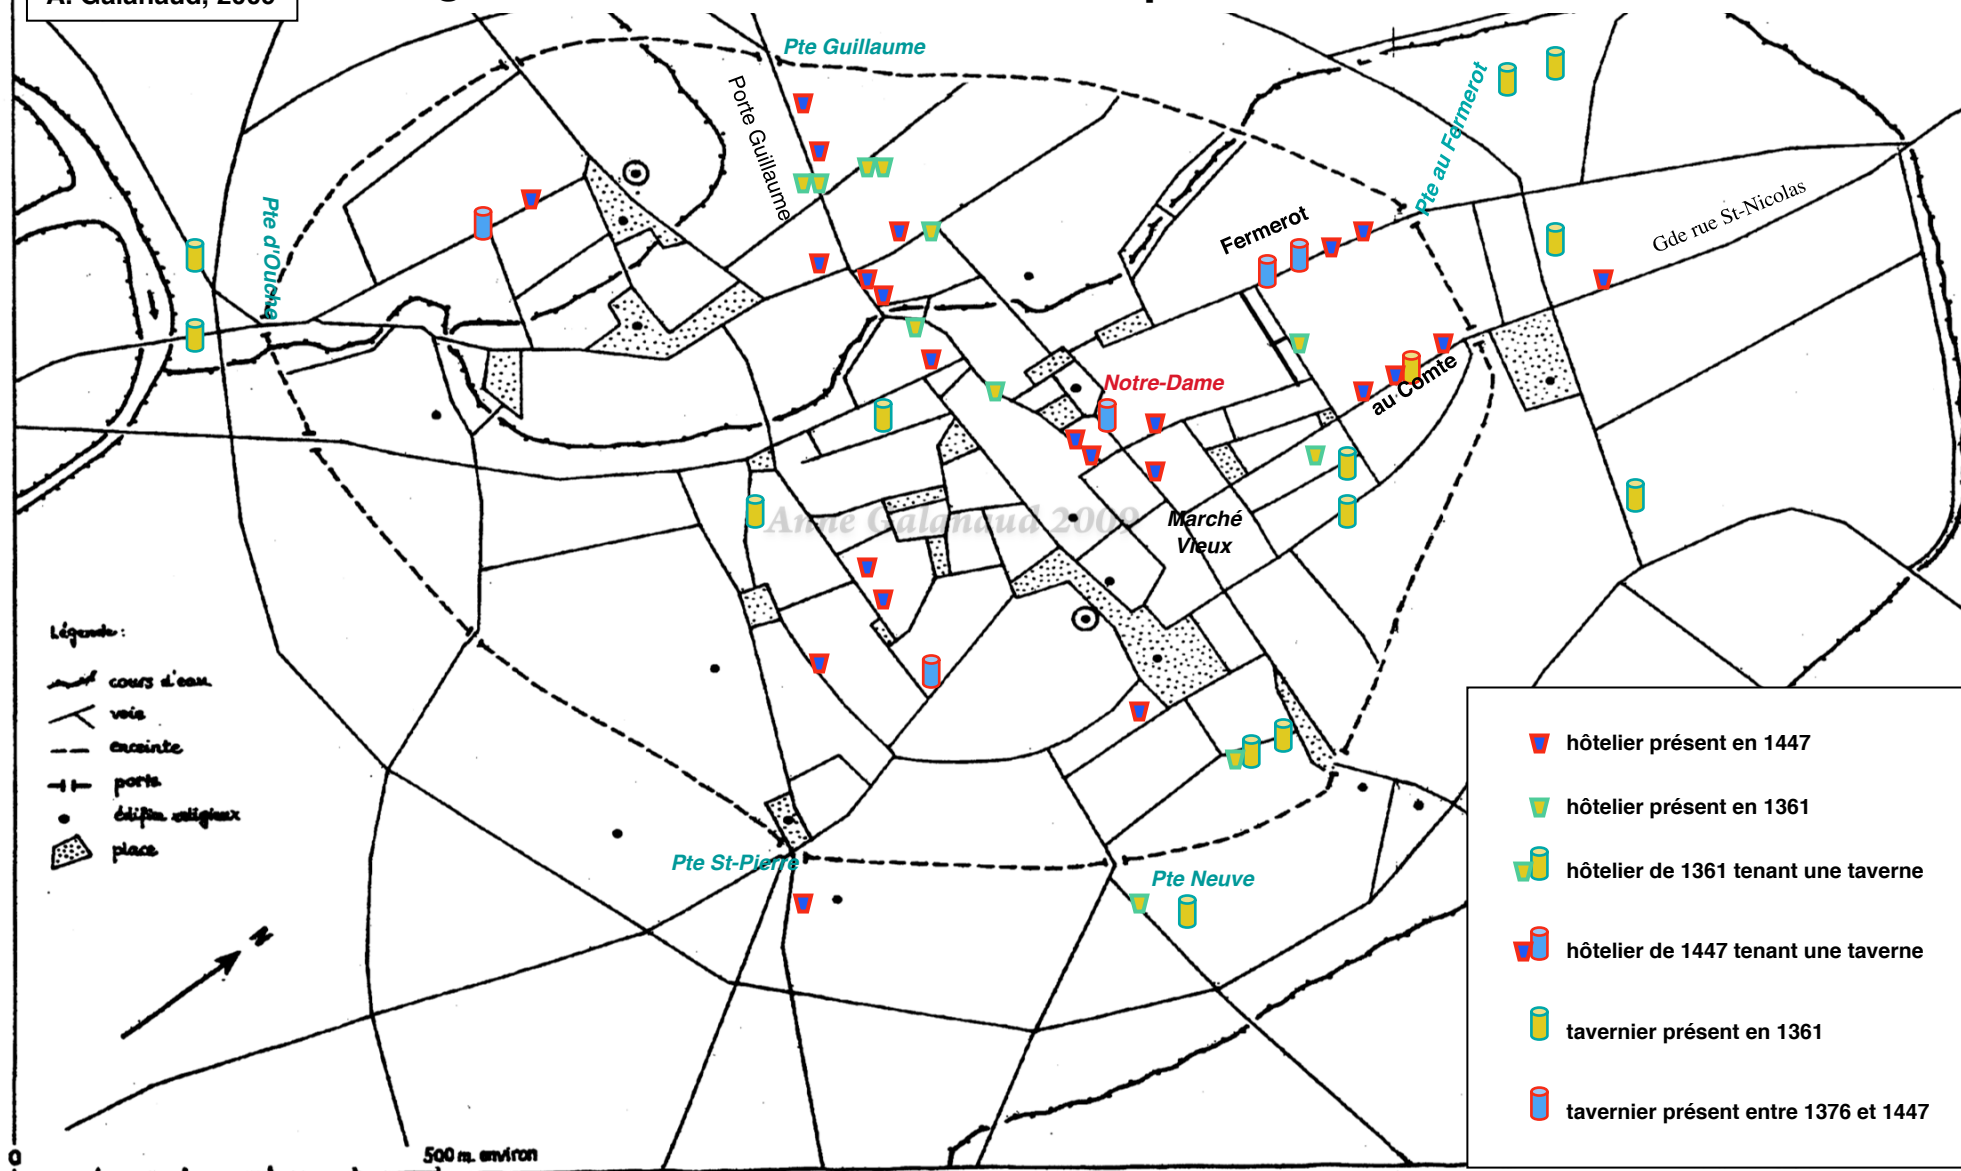 A. Galanaud, 2009
Pte Guillaume
Porte Guillaume
Pte au Fermerot
Pte d'Ouche
Fermerot
Gde rue St-Nicolas
Notre-Dame
au Comte
Anne Galanaud 2009
Marché
Vieux
Légende :
cours d'eau
voie
enceinte
porte
édifice religieux
place
Pte St-Pierre
Pte Neuve
N
hôtelier présent en 1447
hôtelier présent en 1361
hôtelier de 1361 tenant une taverne
hôtelier de 1447 tenant une taverne
tavernier présent en 1361
tavernier présent entre 1376 et 1447
0
500 m. environ